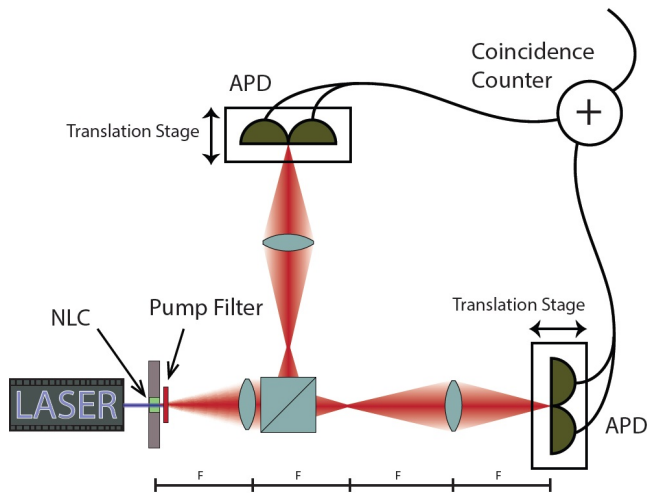 Coincidence
Counter
APD
+
Translation Stage
Translation Stage
Pump Filter
NLC
LASER
APD
F
F
F
F